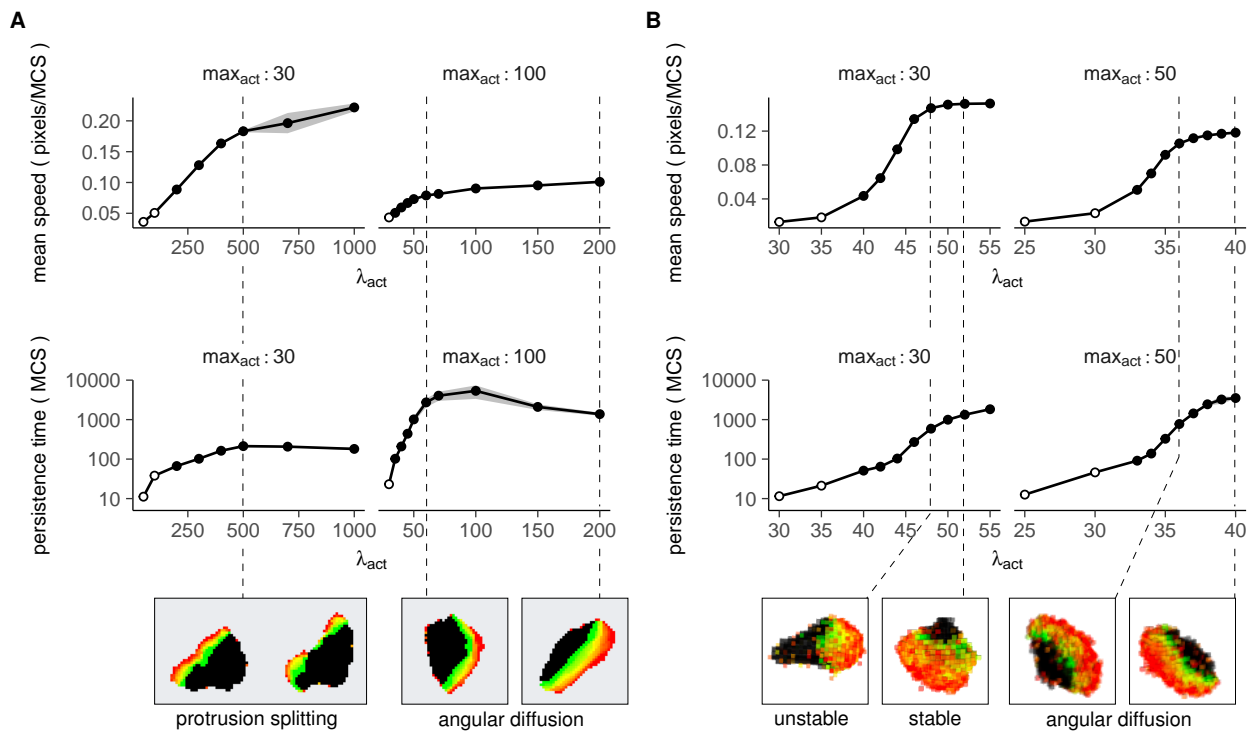 A
B
mean speed ( pixels/MCS )
max_act : 30
max_act : 100
0.20
0.15
0.10
0.05
250 500 750 1000
50 100 150 200
λ_act
mean speed ( pixels/MCS )
max_act : 30
max_act : 50
0.12
0.08
0.04
30 35 40 45 50 55
25 30 35 40
λ_act
persistence time ( MCS )
max_act : 30
max_act : 100
10000
1000
100
10
250 500 750 1000
50 100 150 200
λ_act
persistence time ( MCS )
max_act : 30
max_act : 50
10000
1000
100
10
30 35 40 45 50 55
25 30 35 40
λ_act
protrusion splitting
angular diffusion
unstable
stable
angular diffusion